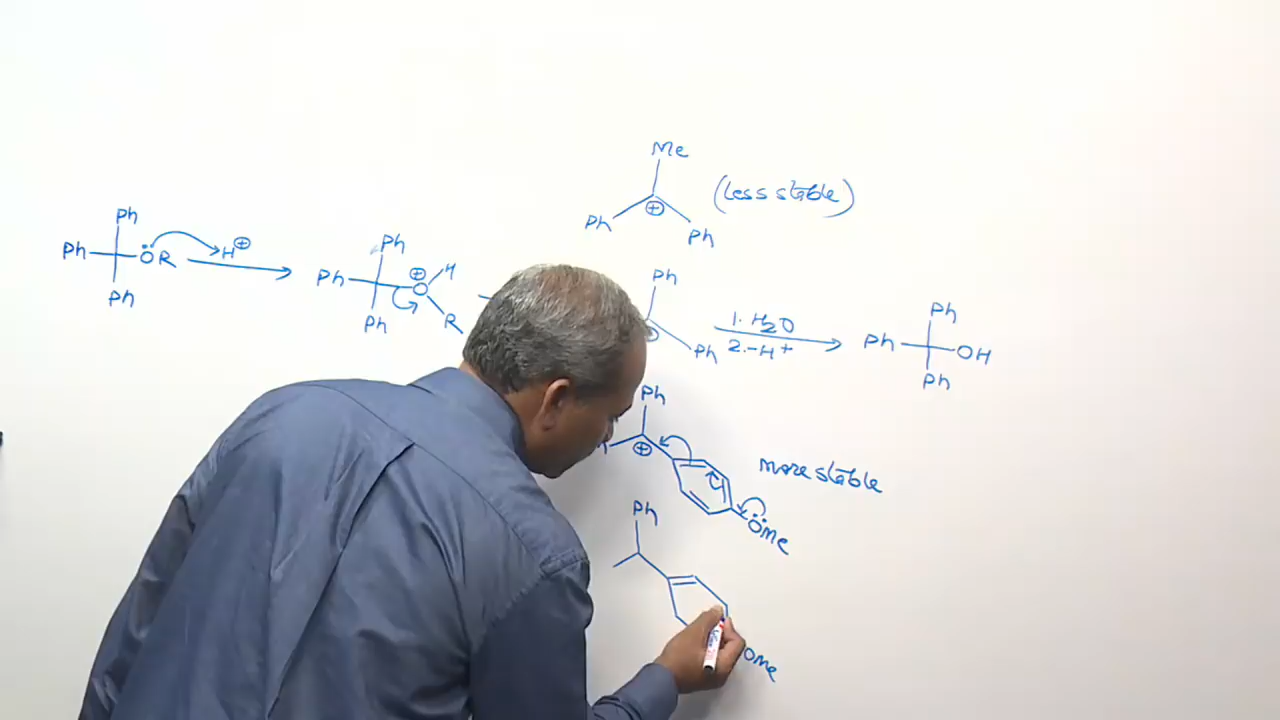 Me
Ph
Ph
(less stable)
Ph
Ph
OR
H⊕
Ph
Ph
Ph
⊕
H
O
R
Ph
Ph
Ph
1. H2O
2. -H+
Ph
Ph
OH
Ph
Ph
⊕
more stable
OMe
Ph
OMe